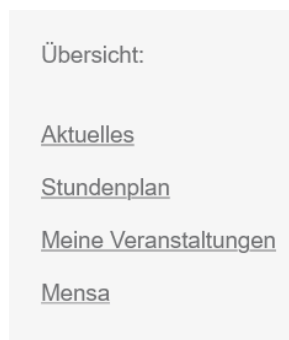 Übersicht:
Aktuelles
Stundenplan
Meine Veranstaltungen
Mensa